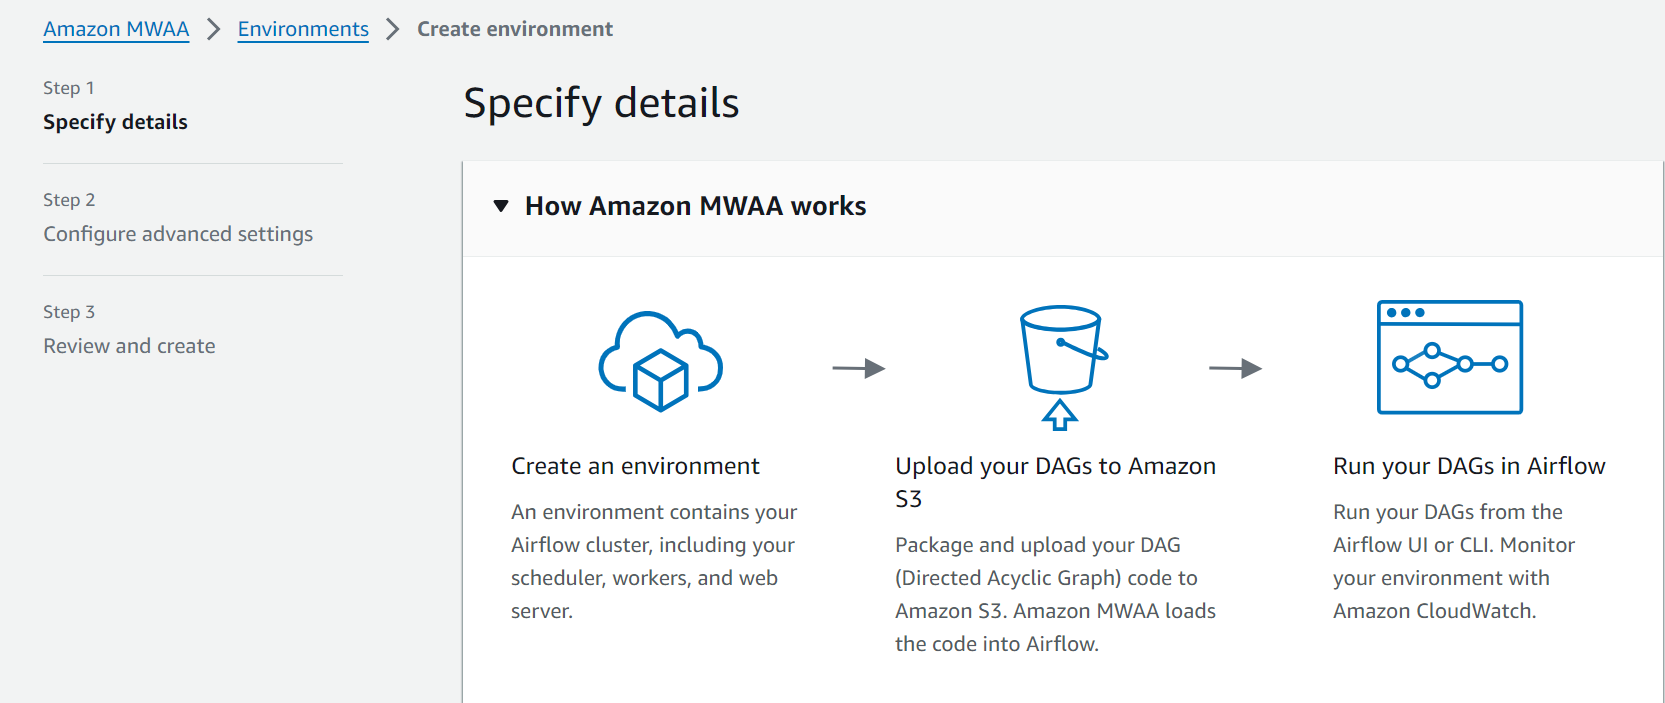 Amazon MWAA > Environments > Create environment
Step 1
Specify details
Step 2
Configure advanced settings
Step 3
Review and create
Specify details
How Amazon MWAA works
Create an environment
An environment contains your
Airflow cluster, including your
scheduler, workers, and web
server.
Upload your DAGs to Amazon
S3
Package and upload your DAG
(Directed Acyclic Graph) code to
Amazon S3. Amazon MWAA loads
the code into Airflow.
Run your DAGs in Airflow
Run your DAGs from the
Airflow UI or CLI. Monitor
your environment with
Amazon CloudWatch.